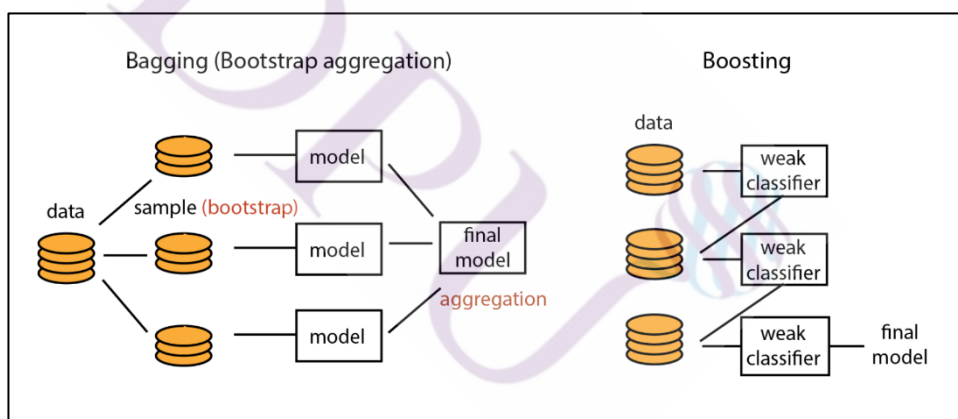 Bagging (Bootstrap aggregation)
data
sample (bootstrap)
model
model
model
final
model
aggregation
Boosting
data
weak
classifier
weak
classifier
weak
classifier
final
model
DPU